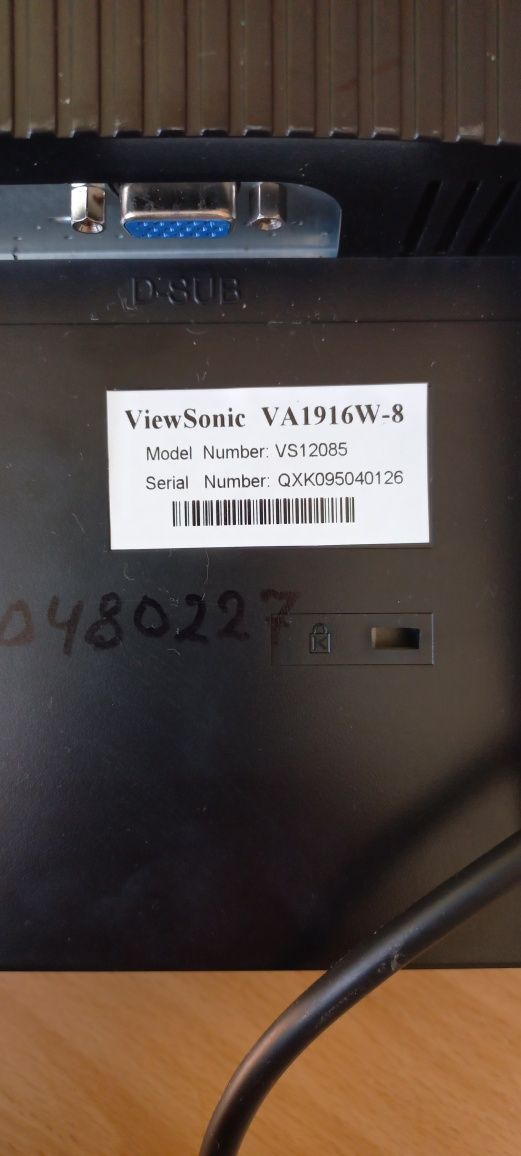 D-SUB
ViewSonic VA1916W-8
Model Number: VS12085
Serial Number: QXK095040126
0480227
K